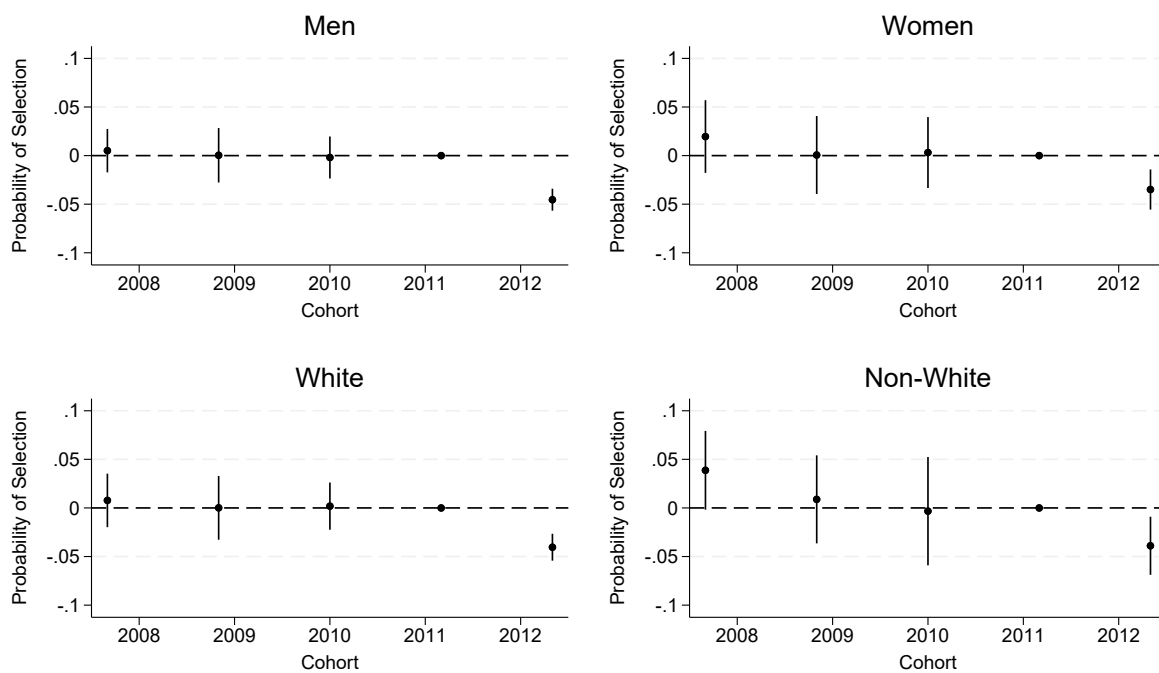 Men
Probability of Selection
.1
.05
0
-.05
-.1
2008 2009 2010 2011 2012
Cohort
Women
Probability of Selection
.1
.05
0
-.05
-.1
2008 2009 2010 2011 2012
Cohort
White
Probability of Selection
.1
.05
0
-.05
-.1
2008 2009 2010 2011 2012
Cohort
Non-White
Probability of Selection
.1
.05
0
-.05
-.1
2008 2009 2010 2011 2012
Cohort